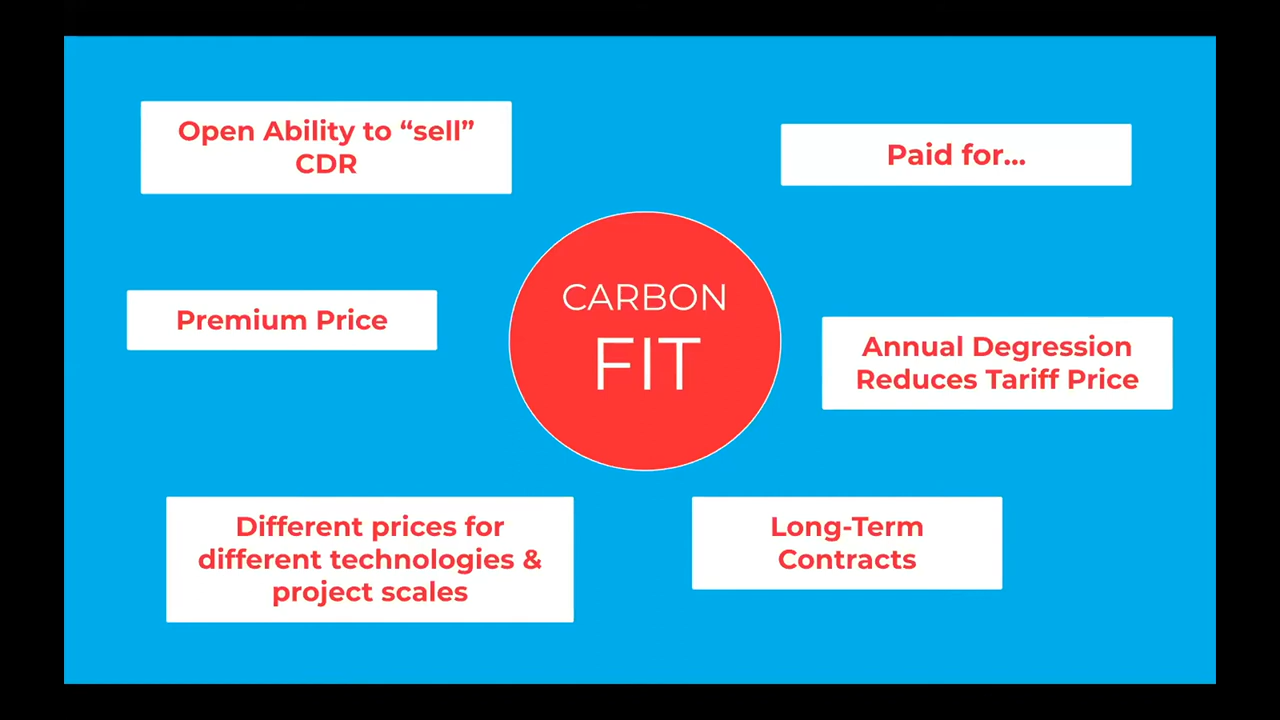 Open Ability to “sell”
CDR
Paid for...
CARBON
FIT
Premium Price
Annual Degression
Reduces Tariff Price
Different prices for
different technologies &
project scales
Long-Term
Contracts